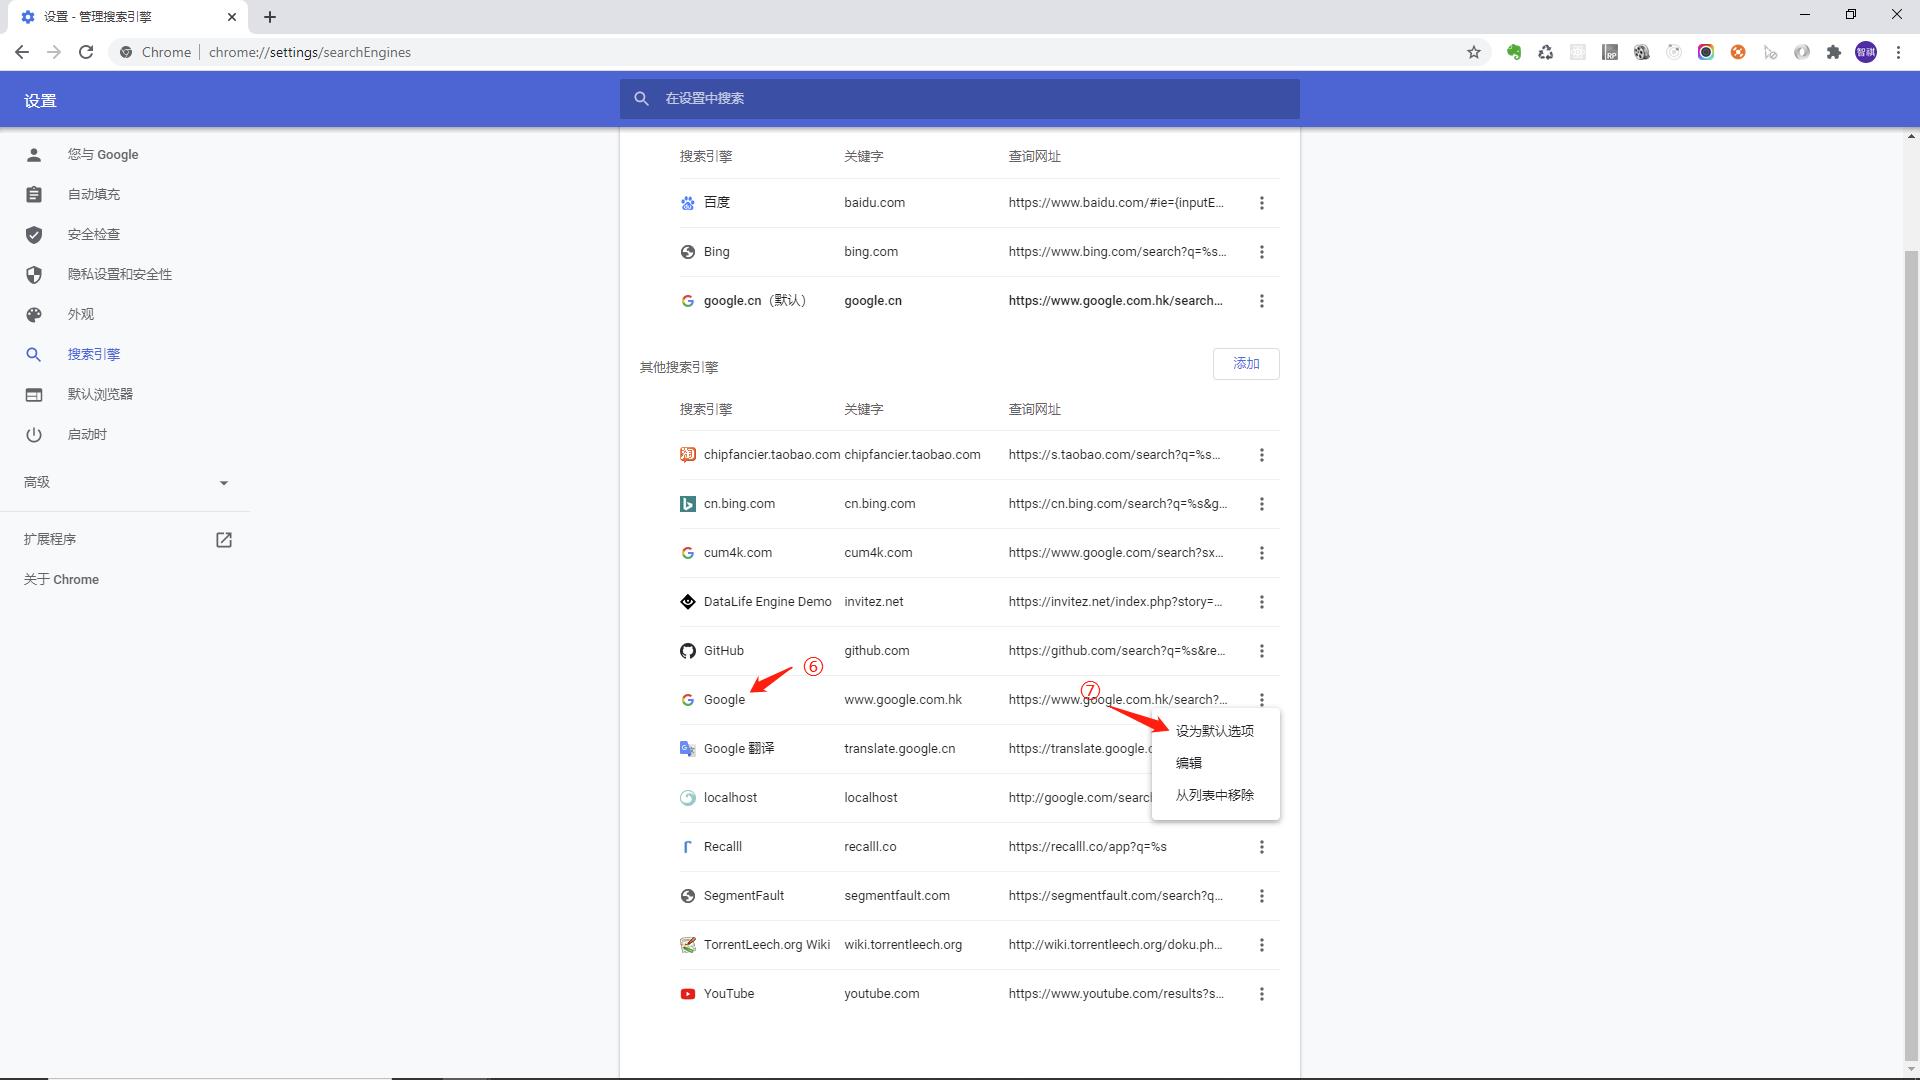 设置 - 管理搜索引擎
Chrome
chrome://settings/searchEngines
智祺
设置
在设置中搜索
您与 Google
自动填充
安全检查
隐私设置和安全性
外观
搜索引擎
默认浏览器
启动时
高级
扩展程序
关于 Chrome
搜索引擎 关键字 查询网址
百度 baidu.com https://www.baidu.com/#ie={inputE...
Bing bing.com https://www.bing.com/search?q=%s...
google.cn（默认） google.cn https://www.google.com.hk/search...
其他搜索引擎 添加
搜索引擎 关键字 查询网址
chipfancier.taobao.com chipfancier.taobao.com https://s.taobao.com/search?q=%s...
cn.bing.com cn.bing.com https://cn.bing.com/search?q=%s&g...
cum4k.com cum4k.com https://www.google.com/search?sx...
DataLife Engine Demo invitez.net https://invitez.net/index.php?story=...
GitHub github.com https://github.com/search?q=%s&re...
⑥
⑦
Google www.google.com.hk https://www.google.com.hk/search?...
设为默认选项
编辑
从列表中移除
Google 翻译 translate.google.cn https://translate.google.c
localhost localhost http://google.com/search
Recalll recalll.co https://recalll.co/app?q=%s
SegmentFault segmentfault.com https://segmentfault.com/search?q...
TorrentLeech.org Wiki wiki.torrentleech.org http://wiki.torrentleech.org/doku.ph...
YouTube youtube.com https://www.youtube.com/results?s...